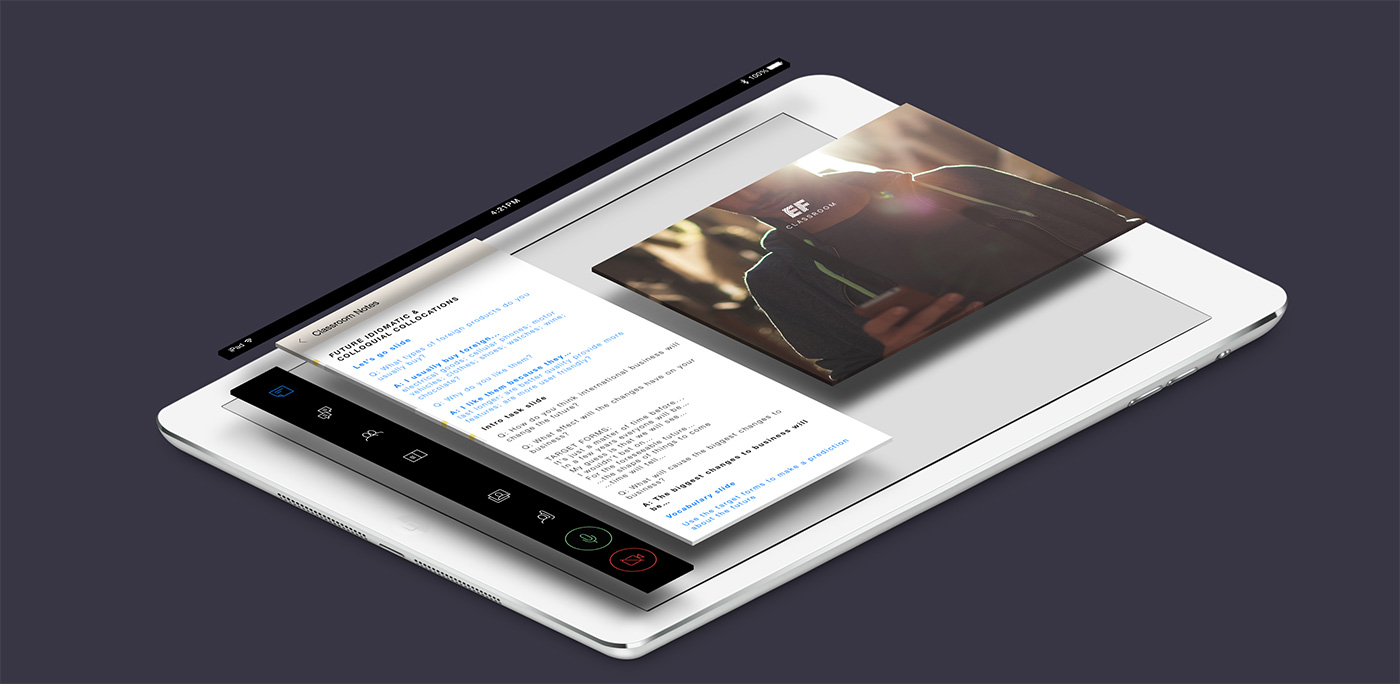 iPad
4:21PM
100%
EF
CLASSROOM
Classroom Notes
FUTURE IDIOMATIC &
COLLOQUIAL COLLOCATIONS
Let's go slide
Q: What types of foreign products do you
usually buy?
A: I usually buy foreign...
electrical goods; cellular phones; motor
vehicles; clothes; shoes; watches; wine;
chocolate?
Q: Why do you like them?
A: I like them because they...
last longer; are better quality; provide more
features; are more user friendly?
Intro task slide
Q: How do you think international business will
change the future?
Q: What effect will the changes have on your
business?
TARGET FORMS:
It's just a matter of time before...
In a few years everyone will be...
My guess is that we will see...
I wouldn't bet on...
For the foreseable future...
...the shape of things to come
...time will tell...
Q: What will cause the biggest changes to
business?
A: The biggest changes to business will
be...
Vocabulary slide
Use the target forms to make a prediction
about the future